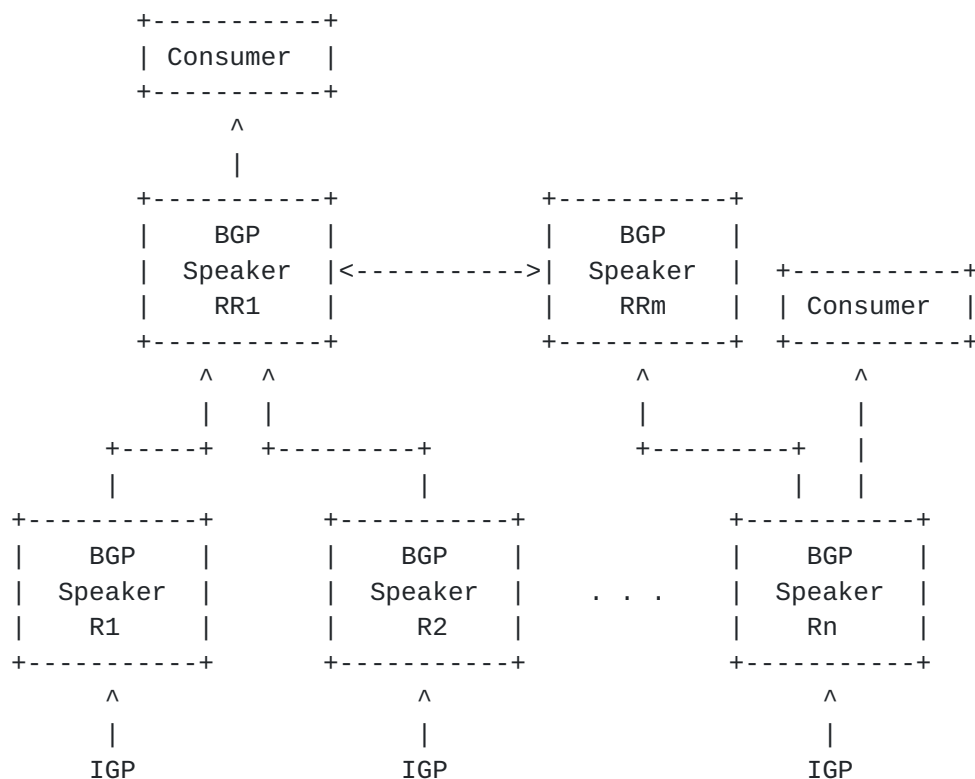 Consumer
BGP BGP
Speaker Speaker
RR1 RRm Consumer
BGP BGP BGP
Speaker Speaker . . . Speaker
R1 R2 Rn
IGP IGP IGP